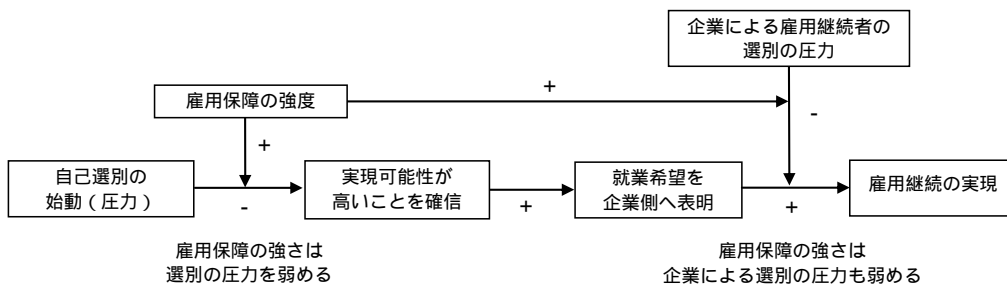 企業による雇用継続者の
選別の圧力
雇用保障の強度
+
-
+
自己選別の
始動（圧力）
-
実現可能性が
高いことを確信
+
就業希望を
企業側へ表明
+
雇用継続の実現
雇用保障の強さは
選別の圧力を弱める
雇用保障の強さは
企業による選別の圧力も弱める